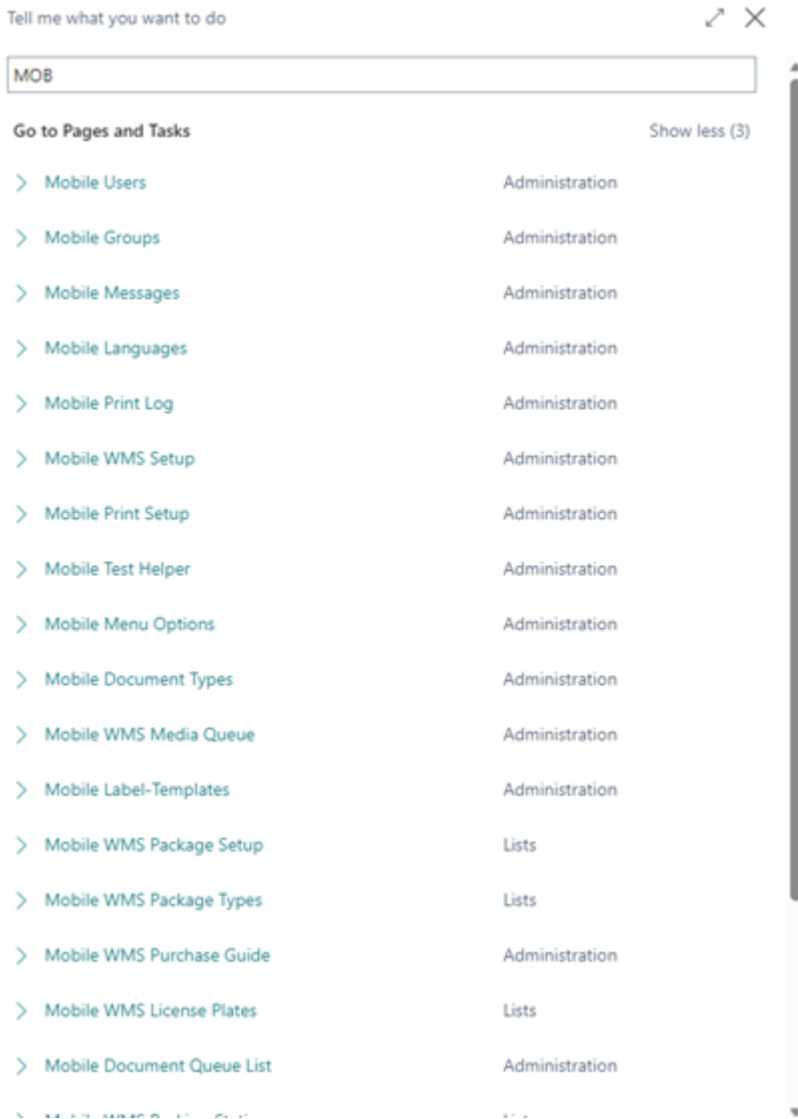 Tell me what you want to do
MOB
Go to Pages and Tasks Show less (3)
Mobile Users Administration
Mobile Groups Administration
Mobile Messages Administration
Mobile Languages Administration
Mobile Print Log Administration
Mobile WMS Setup Administration
Mobile Print Setup Administration
Mobile Test Helper Administration
Mobile Menu Options Administration
Mobile Document Types Administration
Mobile WMS Media Queue Administration
Mobile Label-Templates Administration
Mobile WMS Package Setup Lists
Mobile WMS Package Types Lists
Mobile WMS Purchase Guide Administration
Mobile WMS License Plates Lists
Mobile Document Queue List Administration
Mobile WMS